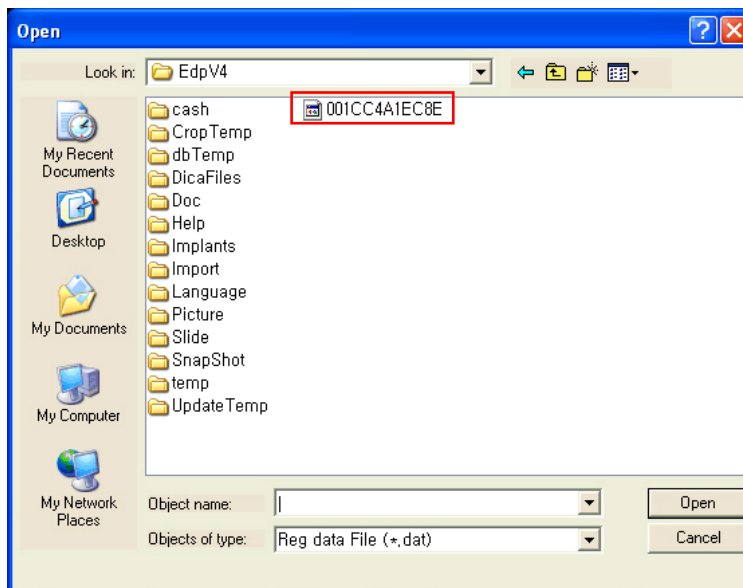 Open
Look in: EdpV4
My Recent
Documents
Desktop
My Documents
My Computer
My Network
Places
cash
CropTemp
dbTemp
DicaFiles
Doc
Help
Implants
Import
Language
Picture
Slide
SnapShot
temp
UpdateTemp
001CC4A1EC8E
Object name:
Open
Objects of type: Reg data File (*,dat)
Cancel